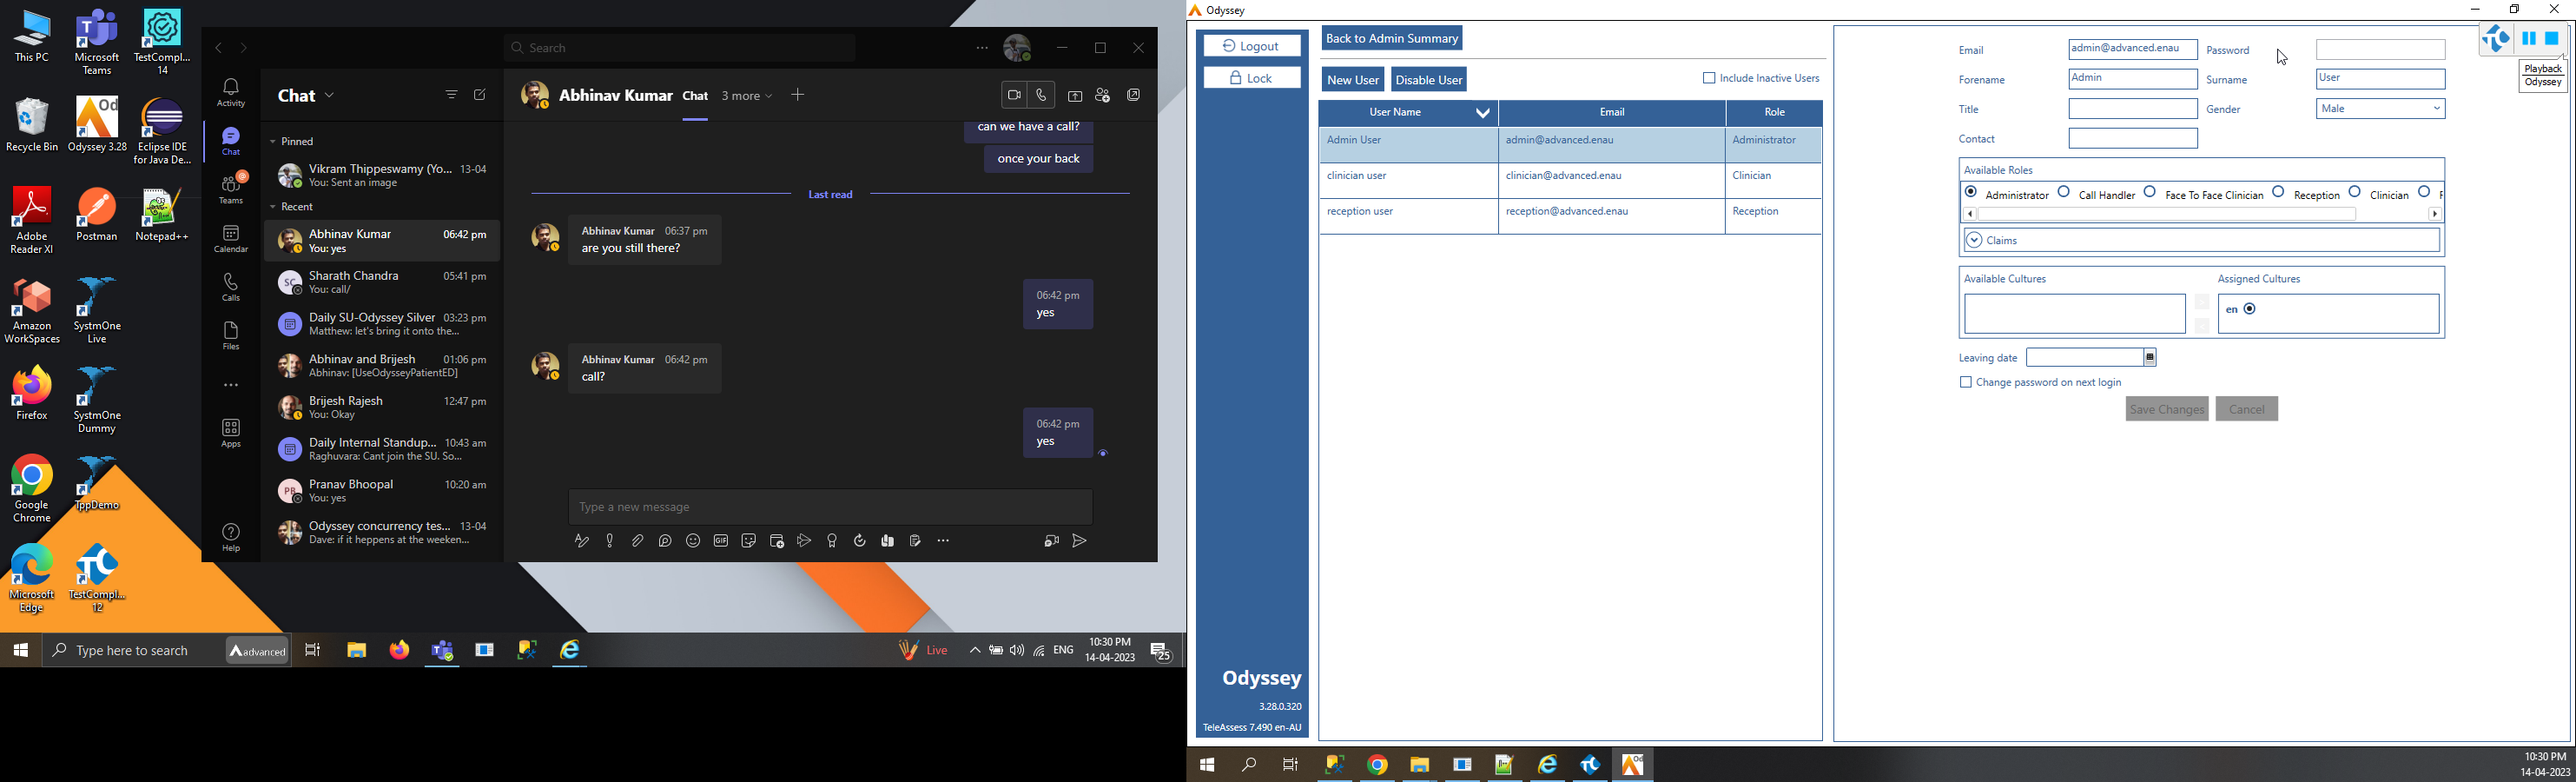 This PC
Microsoft Teams
TestCompl... 14
Recycle Bin
Odyssey 3.28
Eclipse IDE for Java De...
Adobe Reader XI
Postman
Notepad++
Amazon WorkSpaces
SystmOne Live
Firefox
SystmOne Dummy
Google Chrome
TppDemo
Microsoft Edge
TestCompl... 12
Search
Activity
Chat
Teams
Calendar
Calls
Files
Apps
Help
Chat
Pinned
Vikram Thippeswamy (Yo... 13-04
You: Sent an image
Recent
Abhinav Kumar 06:42 pm
You: yes
SC
Sharath Chandra 05:41 pm
You: call/
Daily SU-Odyssey Silver 03:23 pm
Matthew: let's bring it onto the...
Abhinav and Brijesh 01:06 pm
Abhinav: [UseOdysseyPatientED]
Brijesh Rajesh 12:47 pm
You: Okay
Daily Internal Standup... 10:43 am
Raghuvara: Cant join the SU. So...
PB
Pranav Bhoopal 10:20 am
You: yes
Odyssey concurrency tes... 13-04
Dave: if it heppens at the weeken...
Abhinav Kumar Chat 3 more
can we have a call?
once your back
Last read
Abhinav Kumar 06:37 pm
are you still there?
06:42 pm
yes
Abhinav Kumar 06:42 pm
call?
06:42 pm
yes
Type a new message
GIF
Type here to search
advanced
Live
ENG
10:30 PM
14-04-2023
25
Odyssey
Logout
Lock
Odyssey
3.28.0.320
TeleAssess 7.490 en-AU
Back to Admin Summary
New User Disable User Include Inactive Users
User Name Email Role
Admin User admin@advanced.enau Administrator
clinician user clinician@advanced.enau Clinician
reception user reception@advanced.enau Reception
Email admin@advanced.enau Password
Forename Admin Surname User
Title Gender Male
Contact
Available Roles
Administrator Call Handler Face To Face Clinician Reception Clinician
Claims
Available Cultures Assigned Cultures
en
Leaving date
Change password on next login
Save Changes Cancel
Playback
Odyssey
Od
10:30 PM
14-04-2023